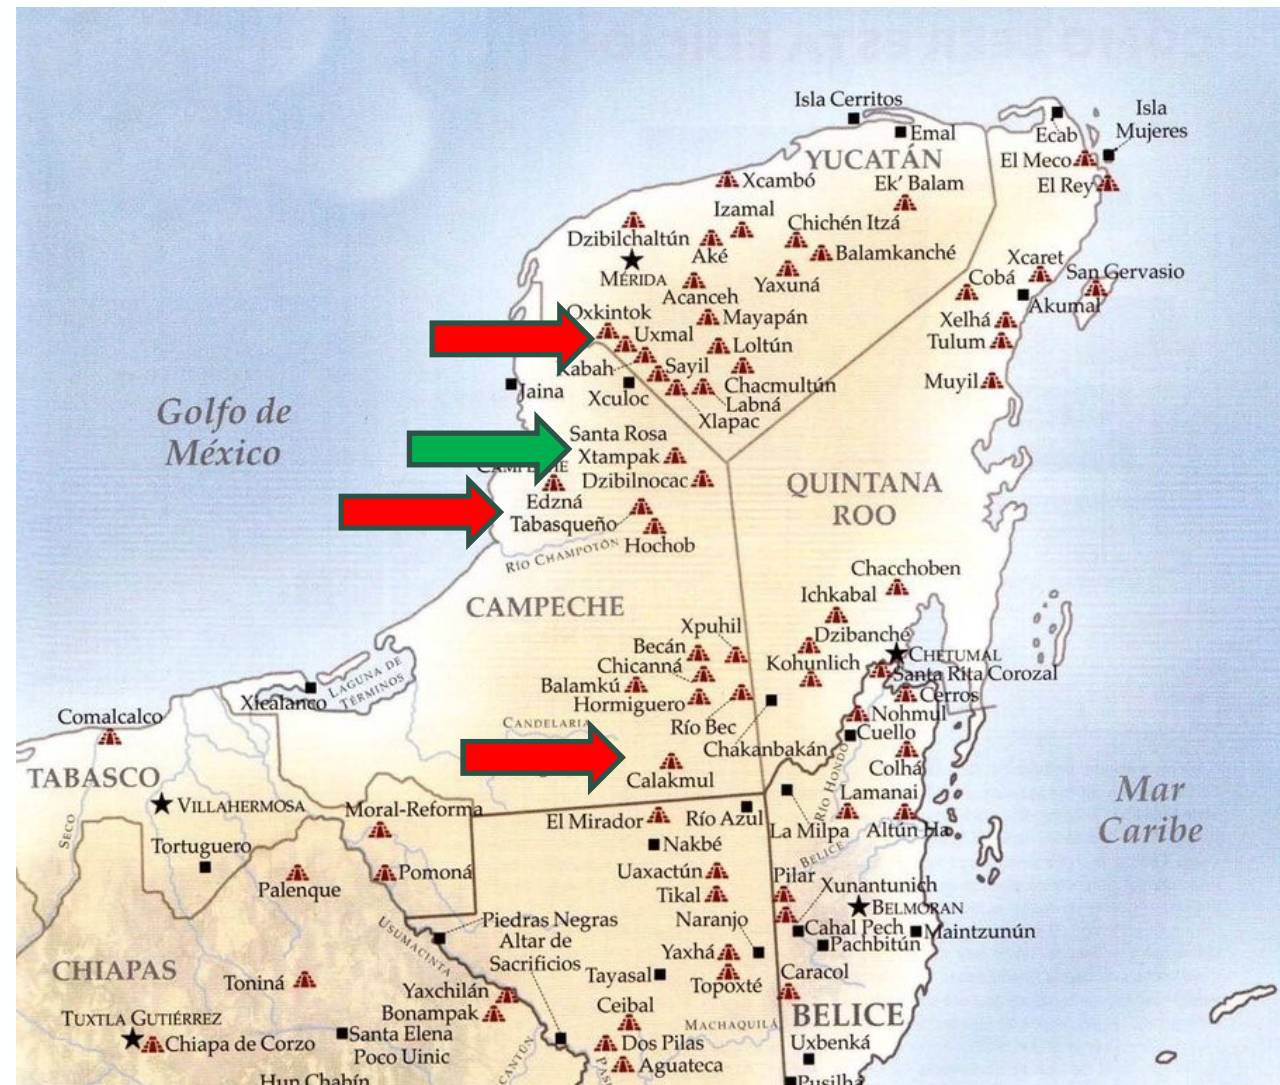 Isla Cerritos
Isla
Mujeres
Emal
Ecab
El Meco
El Rey
YUCATÁN
Xcambó
Ek' Balam
Izamal
Chichén Itzá
Dzibilchaltún
Aké
Balamkanché
MÉRIDA
Yaxuná
Xcaret
San Gervasio
Cobá
Acanceh
Akumal
Oxkintok
Mayapán
Xelhá
Uxmal
Loltún
Tulum
Kabah
Sayil
Jaina
Xculoc
Chacmultún
Labná
Muyil
Xlapac
Golfo de
México
Santa Rosa
Xtampak
CAMPECHE
Dzibilnocac
QUINTANA
ROO
Edzná
Tabasqueño
Hochob
RÍO CHAMPOTÓN
Chacchoben
CAMPECHE
Ichkabal
Xpuhil
Dzibanché
Becán
Chicanná
Kohunlich
CHETUMAL
Santa Rita Corozal
LAGUNA DE
TÉRMINOS
Balamkú
Hormiguero
Cerros
Xicalanco
Nohmul
Comalcalco
CANDELARIA
Río Bec
Cuello
Chakanbakán
RÍO HONDO
Colhá
Calakmul
TABASCO
Lamanai
Mar
Caribe
VILLAHERMOSA
Moral-Reforma
El Mirador
Río Azul
La Milpa
Altún Ha
SECO
Tortuguero
Nakbé
BELICE
Palenque
Pomoná
Uaxactún
Pilar
Xunantunich
Tikal
BELMORAN
Piedras Negras
Naranjo
Cahal Pech
Maintzunún
USUMACINTA
Altar de
Sacrificios
Pachbitún
Yaxhá
CHIAPAS
Toniná
Tayasal
Topoxté
Caracol
Yaxchilán
Ceibal
Bonampak
TUXTLA GUTIÉRREZ
MACHAQUILÁ
BELICE
Chiapa de Corzo
Santa Elena
Poco Uinic
Dos Pilas
Uxbenká
Aguateca
Hun Chabín
Pusilhá